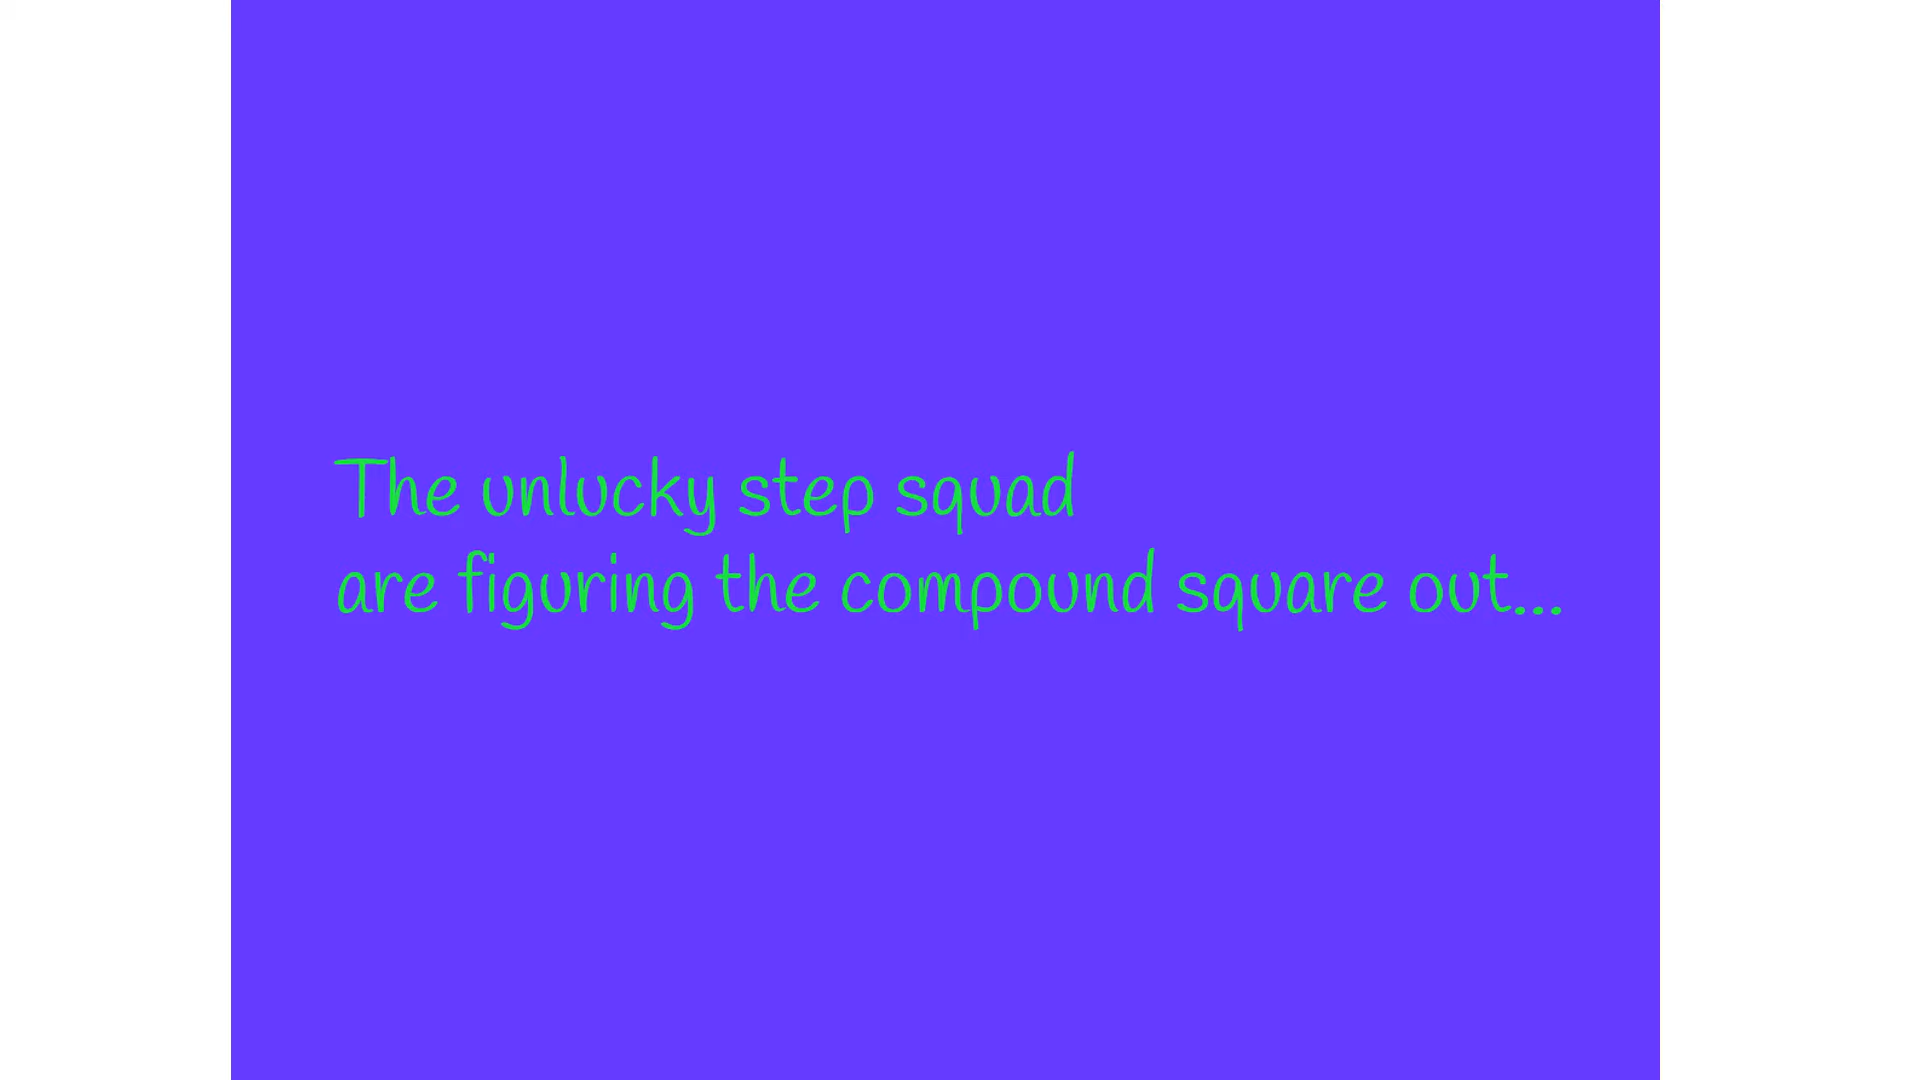 The unlucky step squad
are figuring the compound square out...